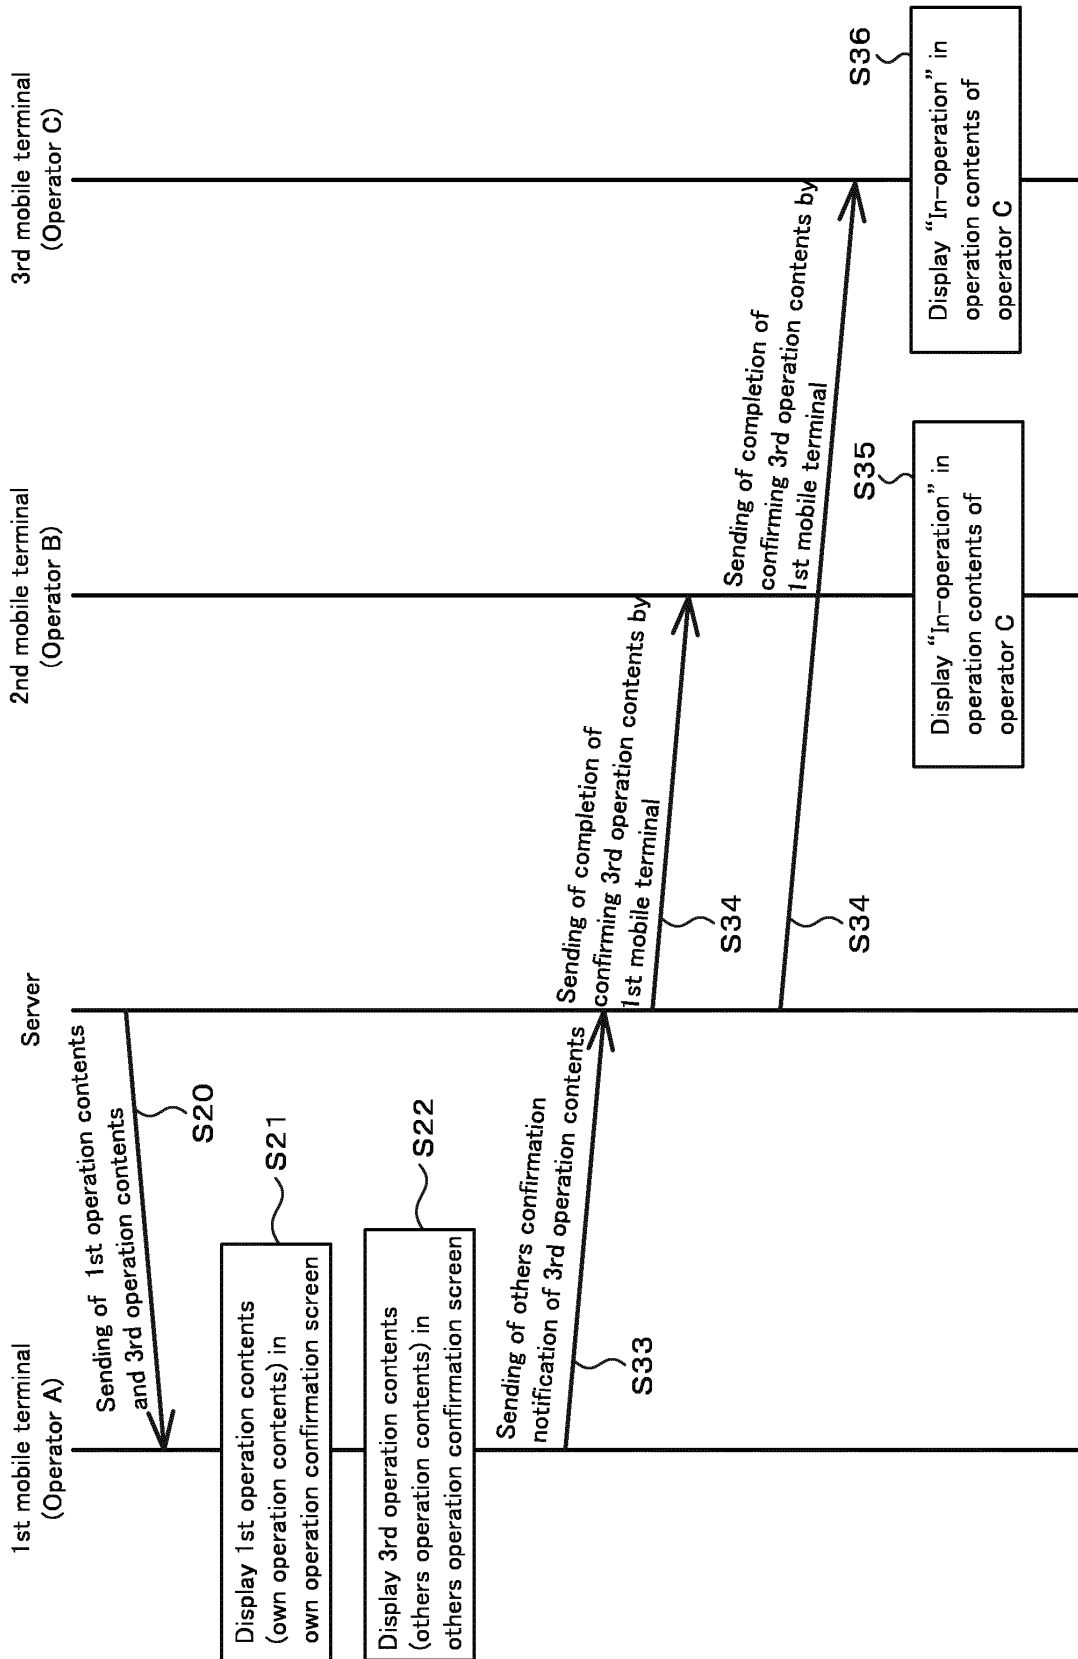 1st mobile terminal
(Operator A)
Server
2nd mobile terminal
(Operator B)
3rd mobile terminal
(Operator C)
Sending of 1st operation contents
and 3rd operation contents
S20
Display 1st operation contents
(own operation contents) in
own operation confirmation screen
S21
Display 3rd operation contents
(others operation contents) in
others operation confirmation screen
S22
Sending of others confirmation
notification of 3rd operation contents
S33
Sending of completion of
confirming 3rd operation contents by
1st mobile terminal
S34
Sending of completion of
confirming 3rd operation contents by
1st mobile terminal
S34
Display “In-operation” in
operation contents of
operator C
S35
Display “In-operation” in
operation contents of
operator C
S36